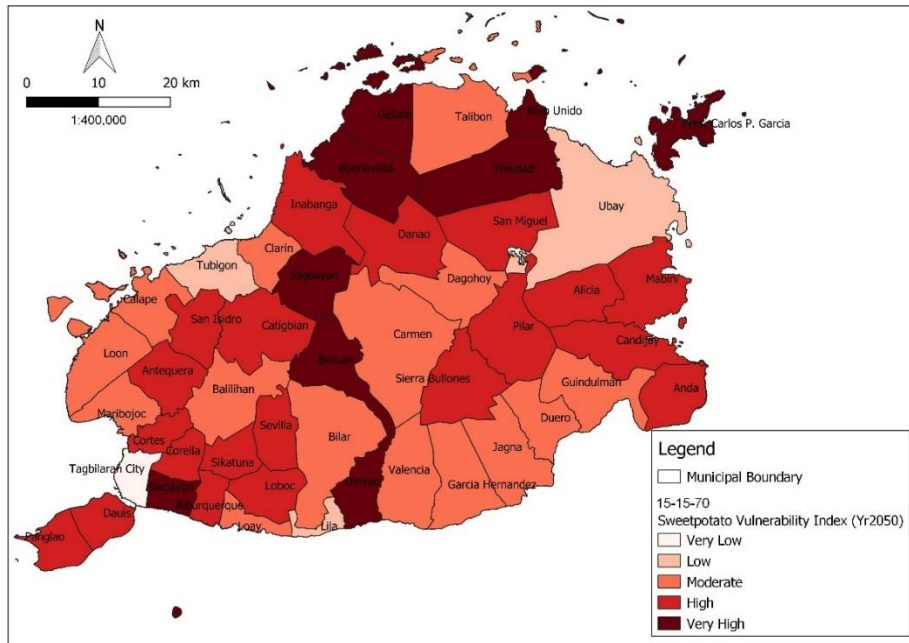 N
0 10 20 km
1:400,000
Getafe
Talibon
Bien Unido
Pres. Carlos P. Garcia
Buenavista
Trinidad
Inabanga
San Miguel
Ubay
Danao
Clarin
Tubigon
Sagbayan
Dagohoy
Mabini
Calape
Alicia
San Isidro
Catigbian
Carmen
Pilar
Candijay
Loon
Batuan
Antequera
Sierra Bullones
Balilihan
Guindulman
Anda
Maribojoc
Duero
Cortes
Sevilla
Bilar
Jagna
Corella
Sikatuna
Tagbilaran City
Valencia
Loboc
Dimiao
Garcia Hernandez
Baclayon
Alburquerque
Dauis
Loay
Lila
Panglao
Legend
Municipal Boundary
15-15-70
Sweetpotato Vulnerability Index (Yr2050)
Very Low
Low
Moderate
High
Very High